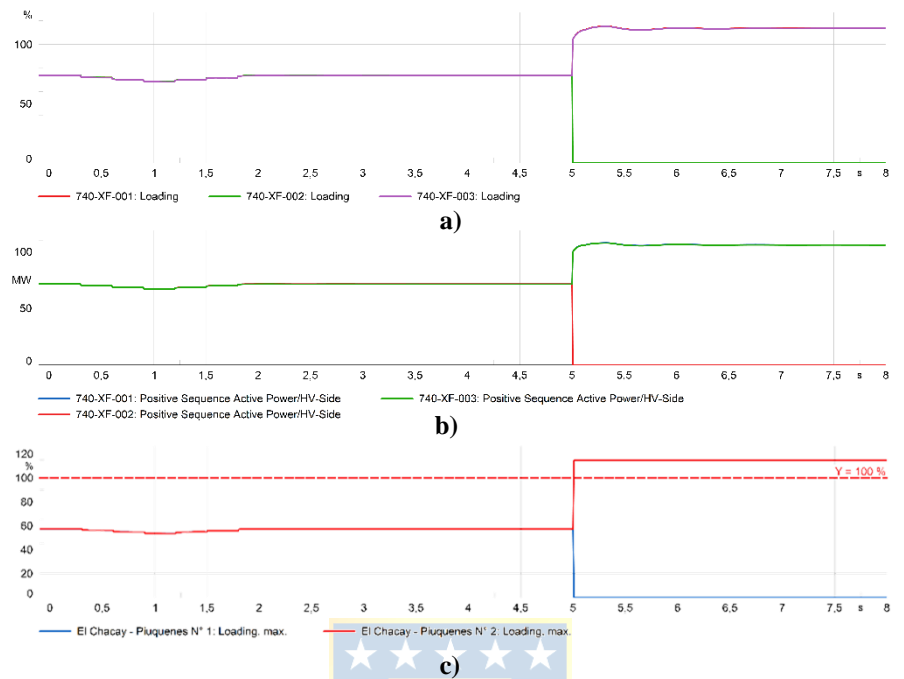 %
100
50
0
0 0,5 1 1,5 2 2,5 3 3,5 4 4,5 5 5,5 6 6,5 7 7,5 s 8
740-XF-001: Loading 740-XF-002: Loading 740-XF-003: Loading
a)
100
MW
50
0
0 0,5 1 1,5 2 2,5 3 3,5 4 4,5 5 5,5 6 6,5 7 7,5 s 8
740-XF-001: Positive Sequence Active Power/HV-Side 740-XF-003: Positive Sequence Active Power/HV-Side
740-XF-002: Positive Sequence Active Power/HV-Side
b)
120
%
100
Y = 100 %
80
60
40
20
0
0 0,5 1 1,5 2 2,5 3 3,5 4 4,5 5 5,5 6 6,5 7 7,5 s 8
El Chacay - Piuquenes N° 1: Loading. max. El Chacay - Piuquenes N° 2: Loading. max.
c)